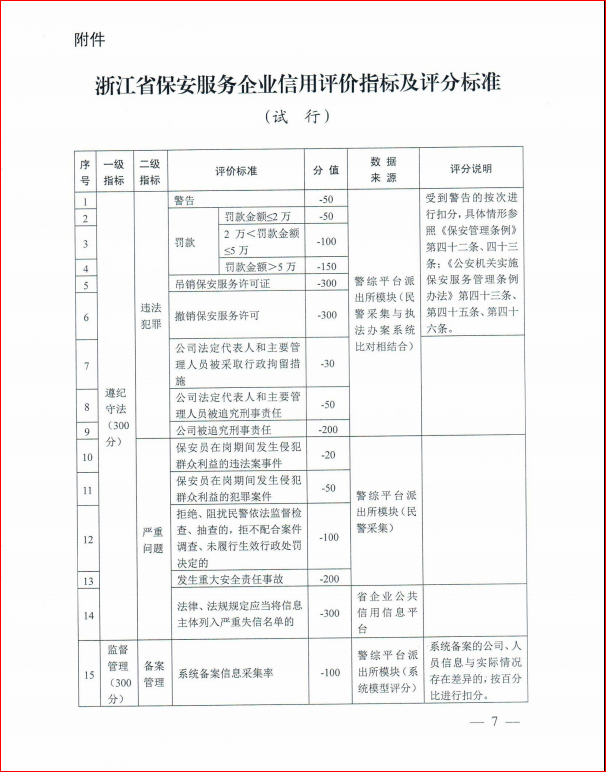 附件
浙江省保安服务企业信用评价指标及评分标准
(试 行)
序号 一级指标 二级指标 评价标准 分 值 数 据 来 源 评分说明
遵纪守法(300分)
违法犯罪
1 警告 -50
罚款
2 罚款金额≤2万 -50
3 2 万<罚款金额≤5万 -100
4 罚款金额>5万 -150
5 吊销保安服务许可证 -300
6 撤销保安服务许可 -300
7 公司法定代表人和主要管理人员被采取行政拘留措施 -30
8 公司法定代表人和主要管理人员被追究刑事责任 -50
9 公司被追究刑事责任 -200
警综平台派
出所模块(民
警采集与执
法办案系统
比对相结合)
受到警告的按次进
行扣分,具体情形参
照《保安管理条例》
第四十二条、四十三
条;《公安机关实施
保安服务管理条例
办法》第四十三条、
第四十五条、第四十
六条。
严重问题
10 保安员在岗期间发生侵犯群众利益的违法案事件 -20
11 保安员在岗期间发生侵犯群众利益的犯罪案件 -50
12 拒绝、阻扰民警依法监督检查、抽查的,拒不配合案件调查、未履行生效行政处罚决定的 -100
13 发生重大安全责任事故 -200
警综平台派
出所模块(民
警采集)
14 法律、法规规定应当将信息主体列入严重失信名单的 -300
省企业公共
信用信息平
台
监督管理(300分)
备案管理
15 系统备案信息采集率 -100
警综平台派
出所模块(系
统模型评分)
系统备案的公司、人
员信息与实际情况
存在差异的,按百分
比进行扣分。
— 7 —